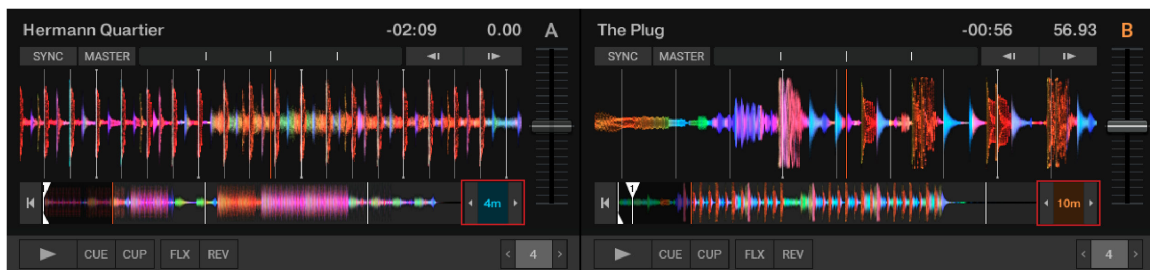 Hermann Quartier -02:09 0.00 A
SYNC MASTER
4m
CUE CUP FLX REV 4
The Plug -00:56 56.93 B
SYNC MASTER
1
10m
CUE CUP FLX REV 4